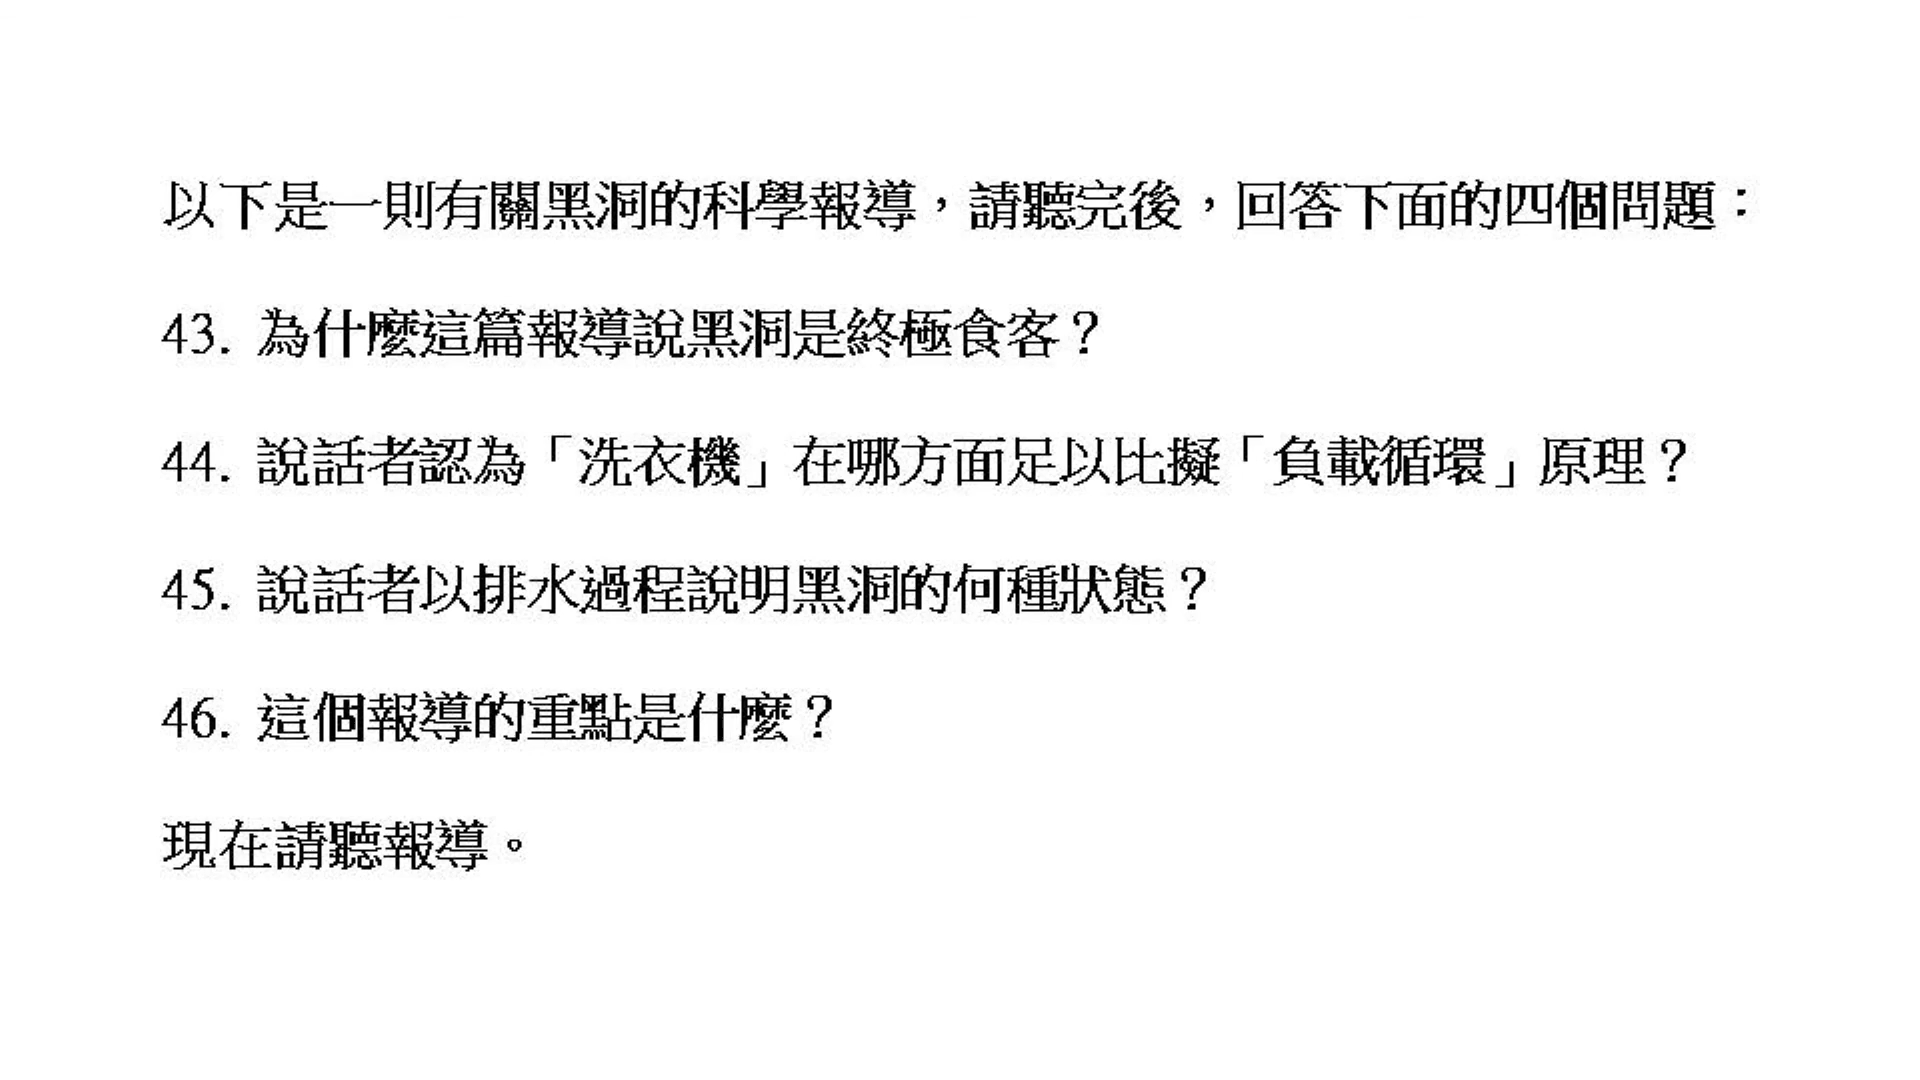 以下是一則有關黑洞的科學報導，請聽完後，回答下面的四個問題：
43. 為什麼這篇報導說黑洞是終極食客？
44. 說話者認為「洗衣機」在哪方面足以比擬「負載循環」原理？
45. 說話者以排水過程說明黑洞的何種狀態？
46. 這個報導的重點是什麼？
現在請聽報導。